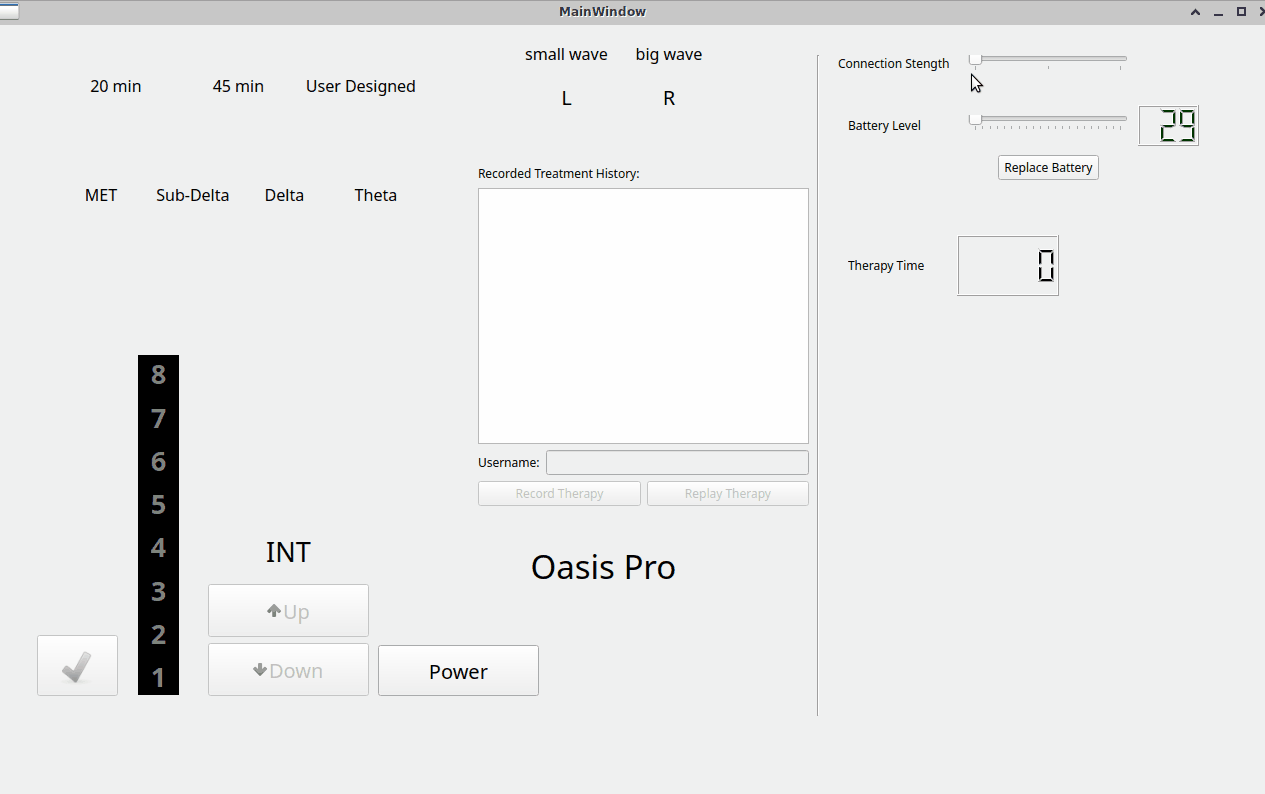 MainWindow
small wave big wave
20 min 45 min User Designed
L R
MET Sub-Delta Delta Theta
8
7
6
5
4
3
2
1
INT
Up
Down
Power
Recorded Treatment History:
Username:
Record Therapy Replay Therapy
Oasis Pro
Connection Stength
Battery Level 29
Replace Battery
Therapy Time 0